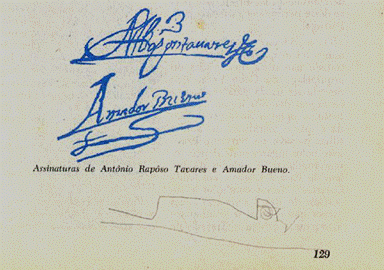 Amador Bueno
Assinaturas de Antônio Rapôso Tavares e Amador Bueno.
129